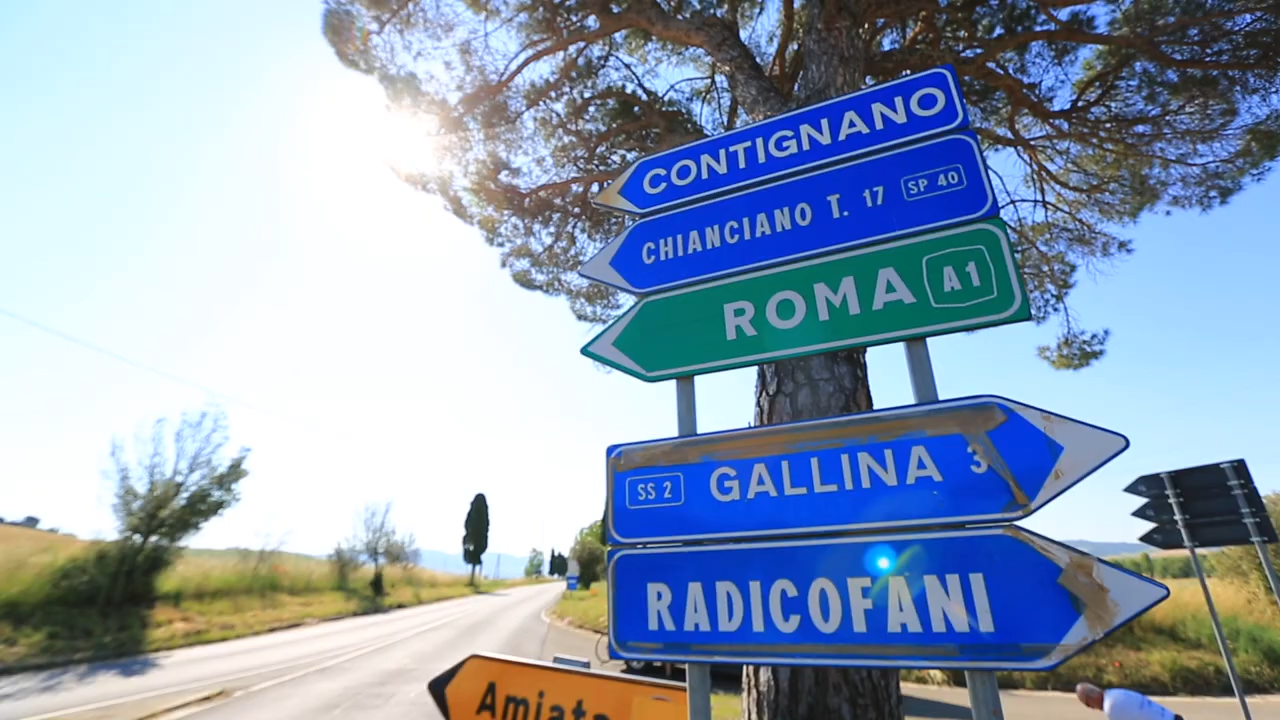 CONTIGNANO
CHIANCIANO T. 17 SP 40
ROMA A1
SS 2 GALLINA 3
RADICOFANI
Amiata